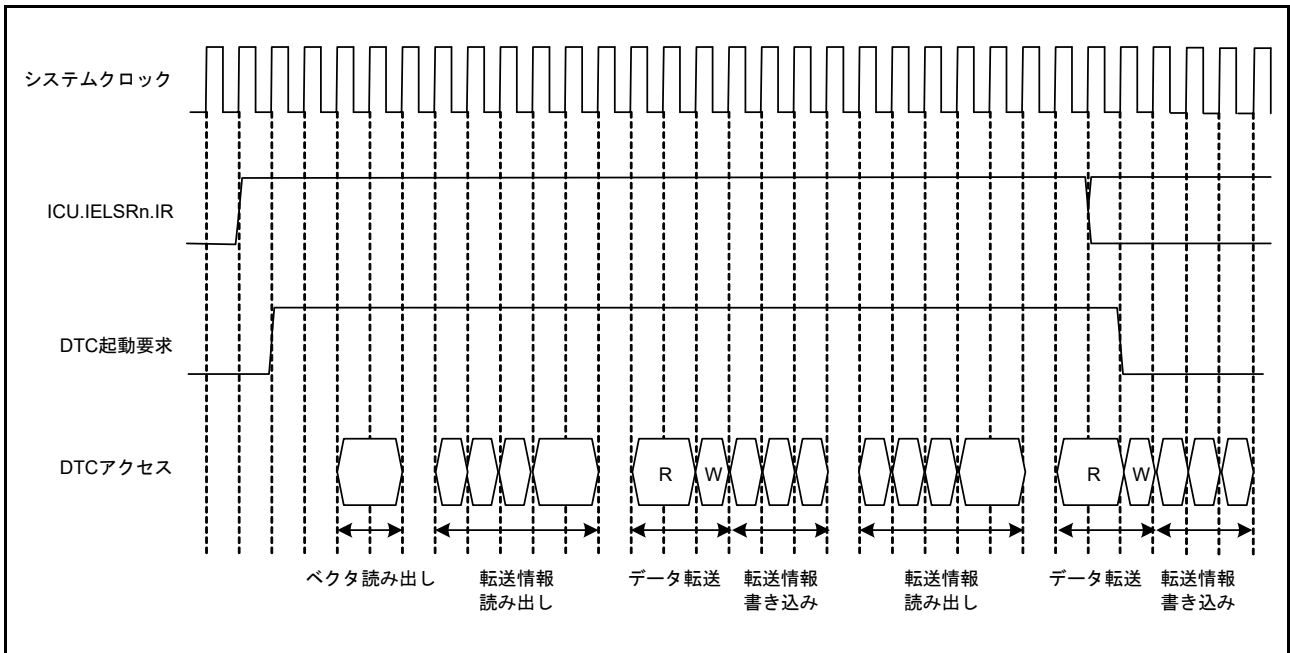 システムクロック
ICU.IELSRn.IR
DTC起動要求
DTCアクセス
R
W
R
W
ベクタ読み出し
転送情報
読み出し
データ転送
転送情報
書き込み
転送情報
読み出し
データ転送
転送情報
書き込み